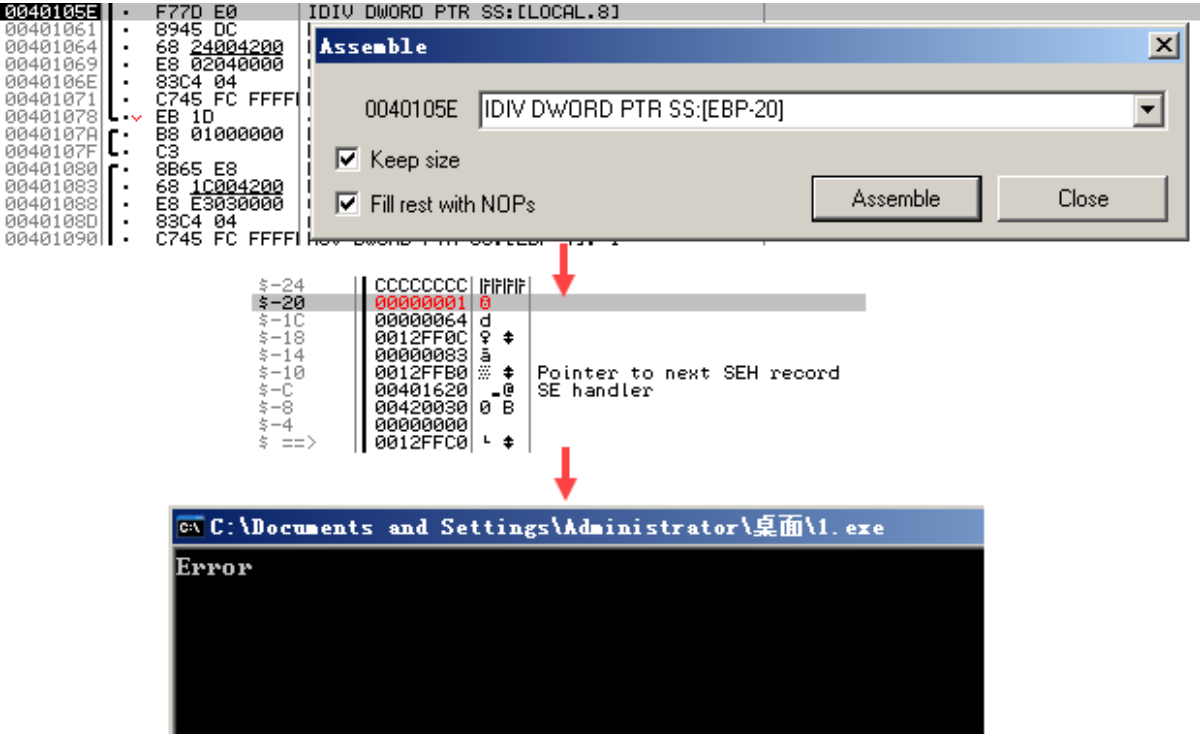 0040105E F77D E0 IDIV DWORD PTR SS:[LOCAL.8]
00401061 8945 DC
00401064 68 24004200
00401069 E8 02040000
0040106E 83C4 04
00401071 C745 FC FFFF
00401078 EB 1D
0040107A B8 01000000
0040107F C3
00401080 8B65 E8
00401083 68 1C004200
00401088 E8 E3030000
0040108D 83C4 04
00401090 C745 FC FFFF
Assemble
0040105E IDIV DWORD PTR SS:[EBP-20]
Keep size
Fill rest with NOPs
Assemble Close
$-24 CCCCCCCC
$-20 00000001
$-1C 00000064 d
$-18 0012FF0C ♀ ↕
$-14 00000083 â
$-10 0012FFB0 ▒ ↕ Pointer to next SEH record
$-C 00401620 @ SE handler
$-8 00420030 0 B
$-4 00000000
$ ==> 0012FFC0 └ ↕
C:\Documents and Settings\Administrator\桌面\1.exe
Error